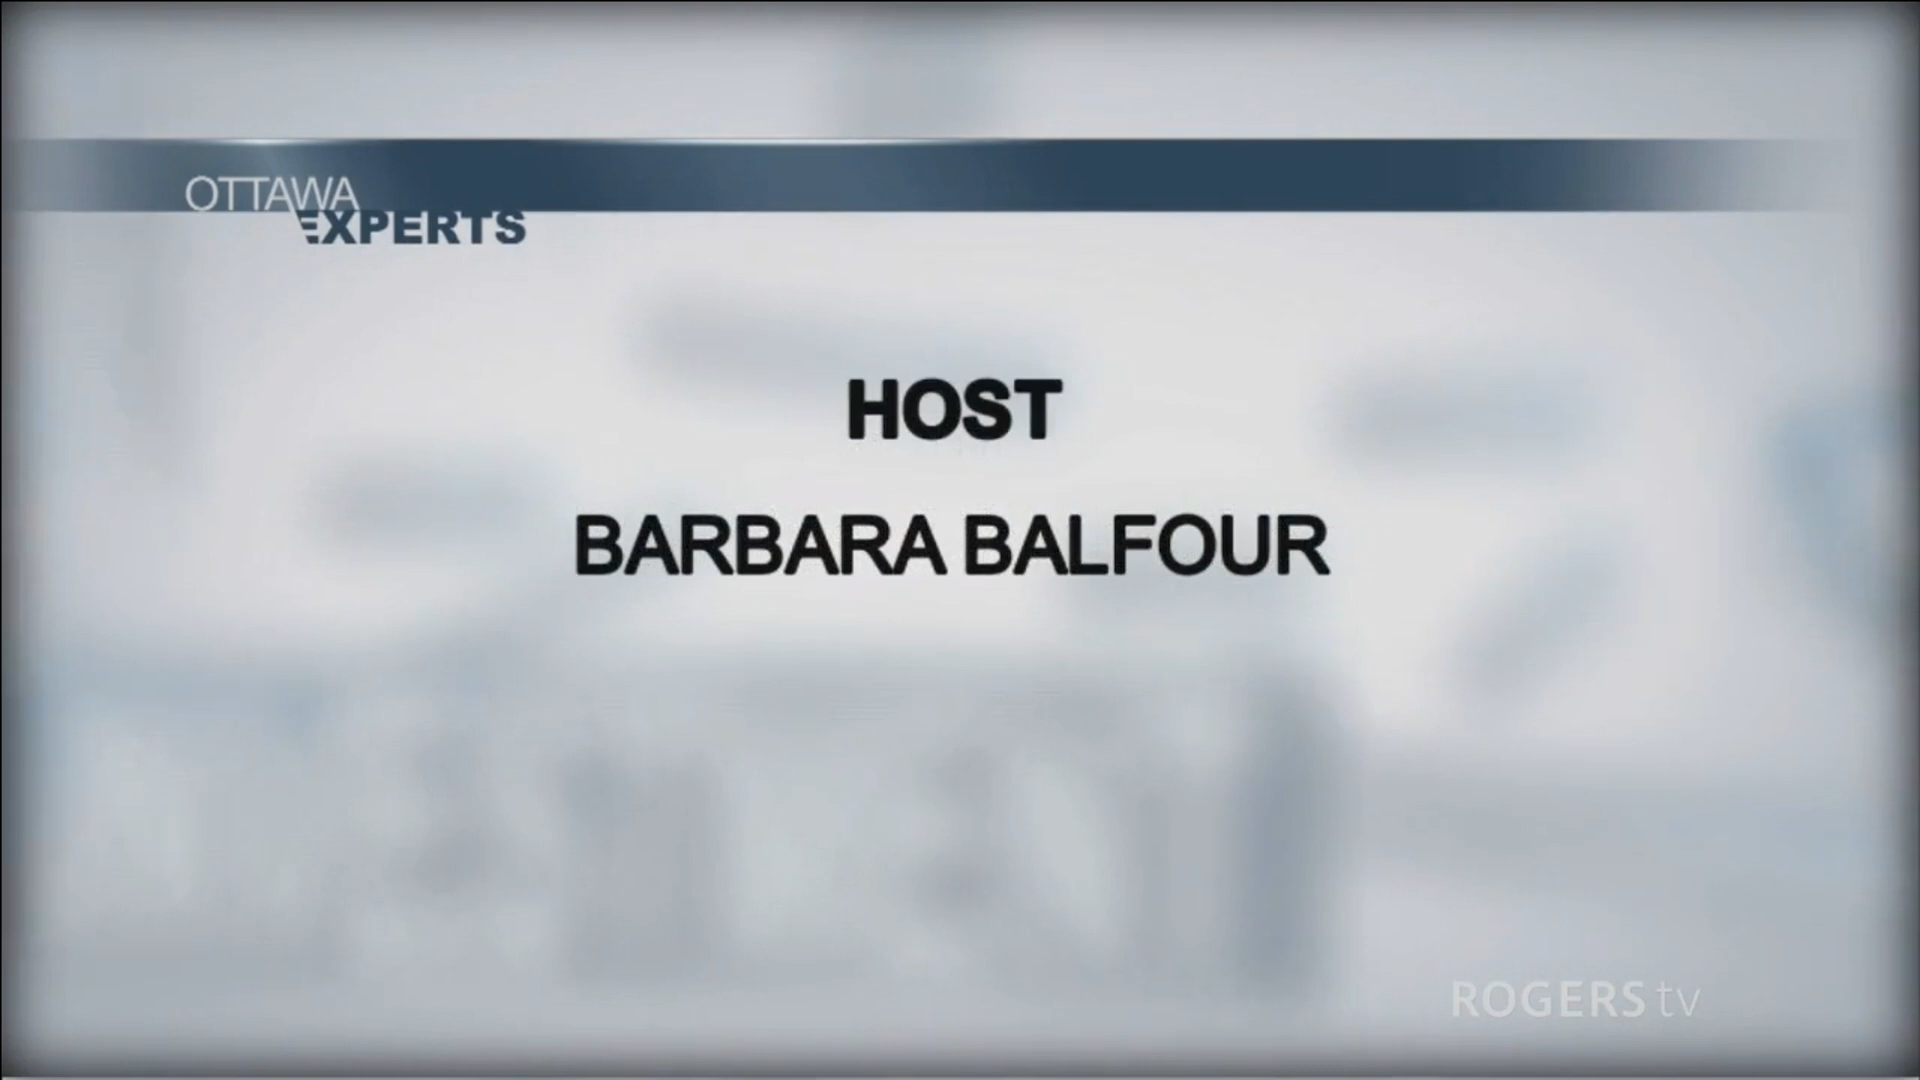 OTTAWA
EXPERTS
HOST
BARBARA BALFOUR
ROGERS tv